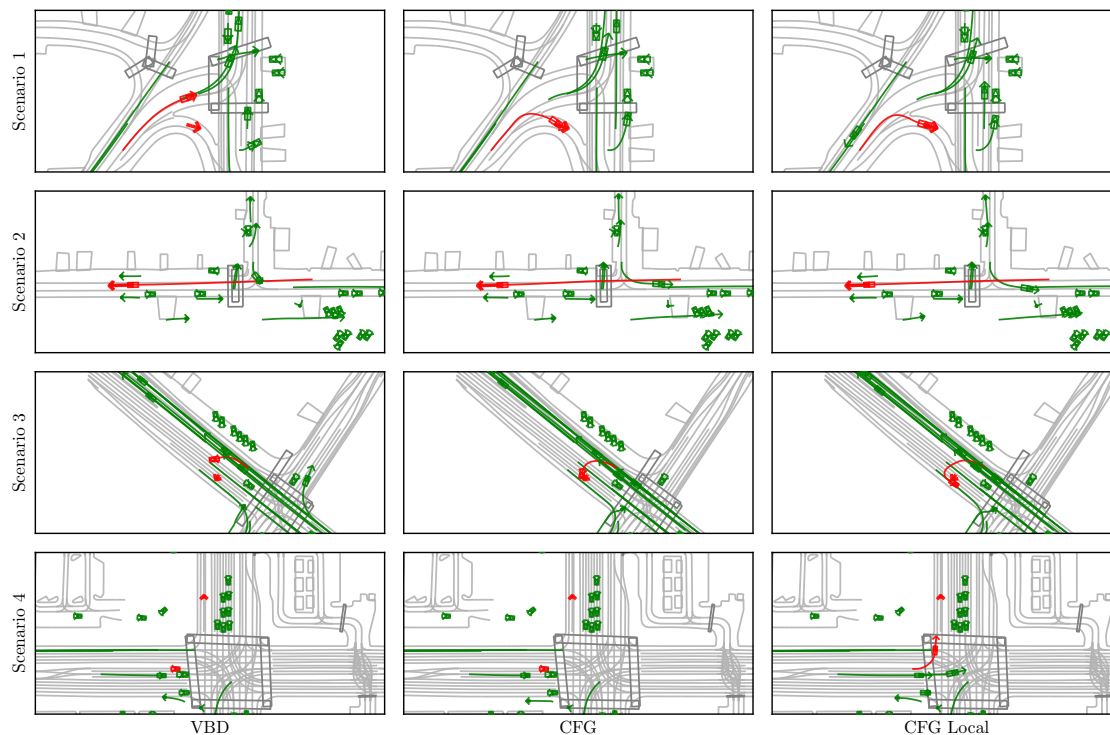 Scenario 1
Scenario 2
Scenario 3
Scenario 4
VBD
CFG
CFG Local